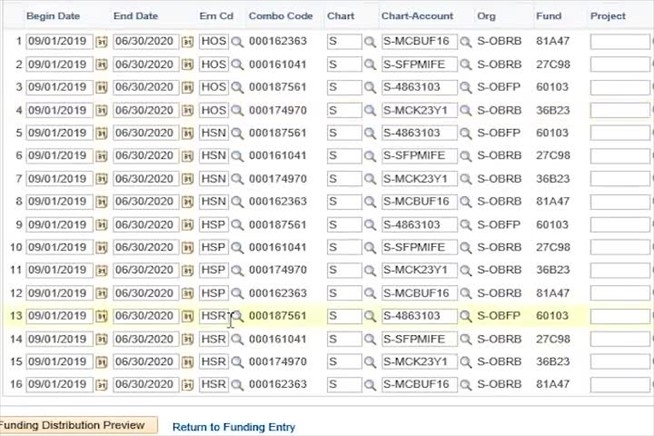 Begin Date End Date Ern Cd Combo Code Chart Chart-Account Org Fund Project
1 09/01/2019 06/30/2020 HOS 000162363 S S-MCBUF16 S-OBRB 81A47
2 09/01/2019 06/30/2020 HOS 000161041 S S-SFPMIFE S-OBRB 27C98
3 09/01/2019 06/30/2020 HOS 000187561 S S-4863103 S-OBFP 60103
4 09/01/2019 06/30/2020 HOS 000174970 S S-MCK23Y1 S-OBRB 36B23
5 09/01/2019 06/30/2020 HSN 000187561 S S-4863103 S-OBFP 60103
6 09/01/2019 06/30/2020 HSN 000161041 S S-SFPMIFE S-OBRB 27C98
7 09/01/2019 06/30/2020 HSN 000174970 S S-MCK23Y1 S-OBRB 36B23
8 09/01/2019 06/30/2020 HSN 000162363 S S-MCBUF16 S-OBRB 81A47
9 09/01/2019 06/30/2020 HSP 000187561 S S-4863103 S-OBFP 60103
10 09/01/2019 06/30/2020 HSP 000161041 S S-SFPMIFE S-OBRB 27C98
11 09/01/2019 06/30/2020 HSP 000174970 S S-MCK23Y1 S-OBRB 36B23
12 09/01/2019 06/30/2020 HSP 000162363 S S-MCBUF16 S-OBRB 81A47
13 09/01/2019 06/30/2020 HSR 000187561 S S-4863103 S-OBFP 60103
14 09/01/2019 06/30/2020 HSR 000161041 S S-SFPMIFE S-OBRB 27C98
15 09/01/2019 06/30/2020 HSR 000174970 S S-MCK23Y1 S-OBRB 36B23
16 09/01/2019 06/30/2020 HSR 000162363 S S-MCBUF16 S-OBRB 81A47
Funding Distribution Preview Return to Funding Entry